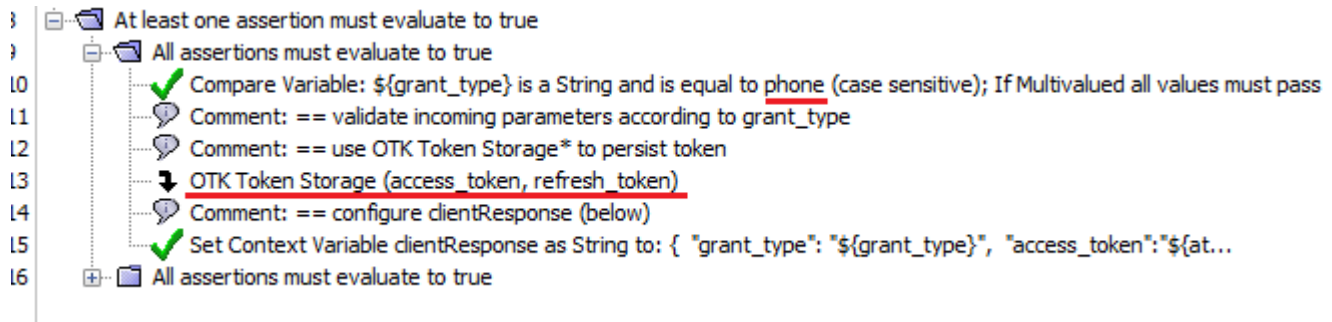 8 At least one assertion must evaluate to true
9 All assertions must evaluate to true
10 Compare Variable: ${grant_type} is a String and is equal to phone (case sensitive); If Multivalued all values must pass
11 Comment: == validate incoming parameters according to grant_type
12 Comment: == use OTK Token Storage* to persist token
13 OTK Token Storage (access_token, refresh_token)
14 Comment: == configure clientResponse (below)
15 Set Context Variable clientResponse as String to: { "grant_type": "${grant_type}", "access_token":"${at...
16 All assertions must evaluate to true